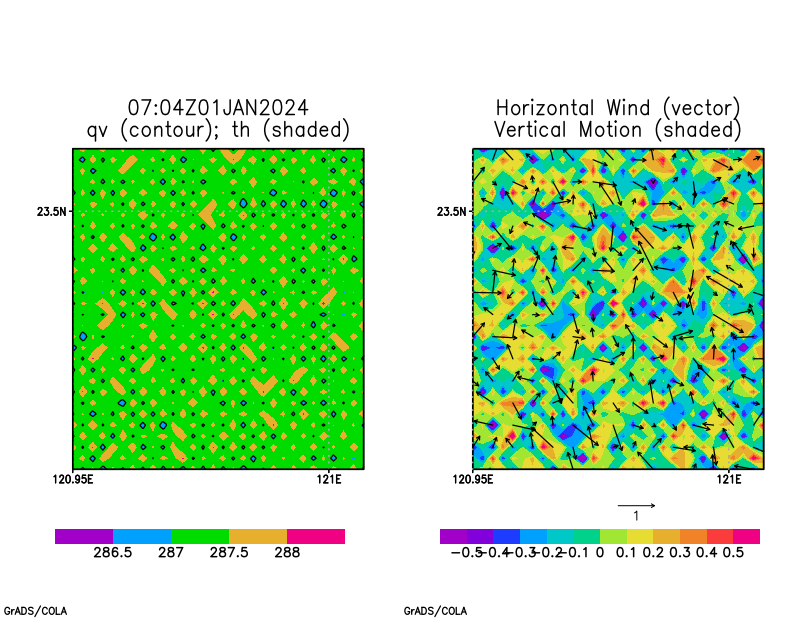 07:04Z01JAN2024
qv (contour); th (shaded)
23.5N
120.95E
121E
286.5 287 287.5 288
GrADS/COLA
Horizontal Wind (vector)
Vertical Motion (shaded)
23.5N
120.95E
121E
1
-0.5 -0.4 -0.3 -0.2 -0.1 0 0.1 0.2 0.3 0.4 0.5
GrADS/COLA